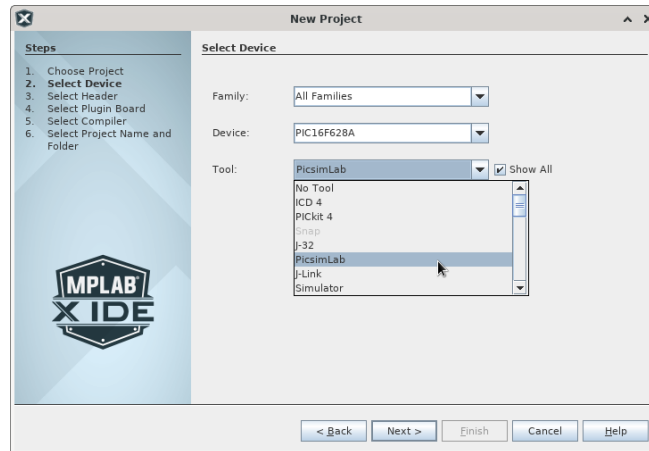 New Project
Steps
1. Choose Project
2. Select Device
3. Select Header
4. Select Plugin Board
5. Select Compiler
6. Select Project Name and
Folder
MPLAB
X IDE
Select Device
Family: All Families
Device: PIC16F628A
Tool: PicsimLab Show All
No Tool
ICD 4
PICkit 4
Snap
J-32
PicsimLab
J-Link
Simulator
< Back Next > Finish Cancel Help